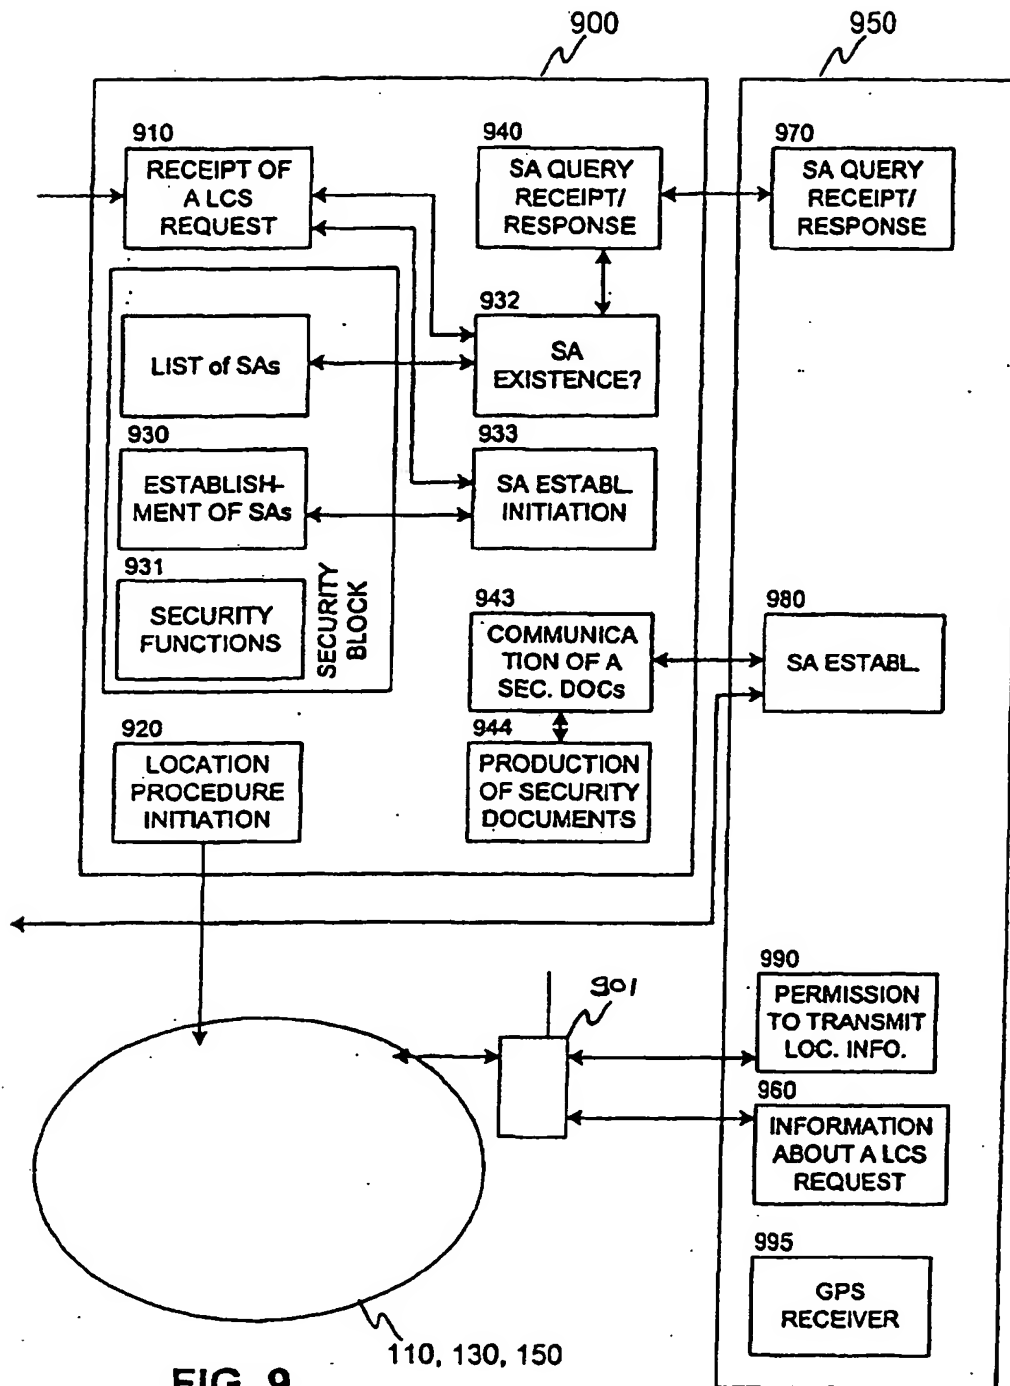 900
950
910
RECEIPT OF
A LCS
REQUEST
940
SA QUERY
RECEIPT/
RESPONSE
970
SA QUERY
RECEIPT/
RESPONSE
LIST of SAs
932
SA
EXISTENCE?
930
ESTABLISH-
MENT OF SAs
933
SA ESTABL.
INITIATION
931
SECURITY
FUNCTIONS
SECURITY
BLOCK
943
COMMUNICA
TION OF A
SEC. DOCs
980
SA ESTABL.
920
LOCATION
PROCEDURE
INITIATION
944
PRODUCTION
OF SECURITY
DOCUMENTS
901
990
PERMISSION
TO TRANSMIT
LOC. INFO.
960
INFORMATION
ABOUT A LCS
REQUEST
995
GPS
RECEIVER
110, 130, 150
FIG. 9